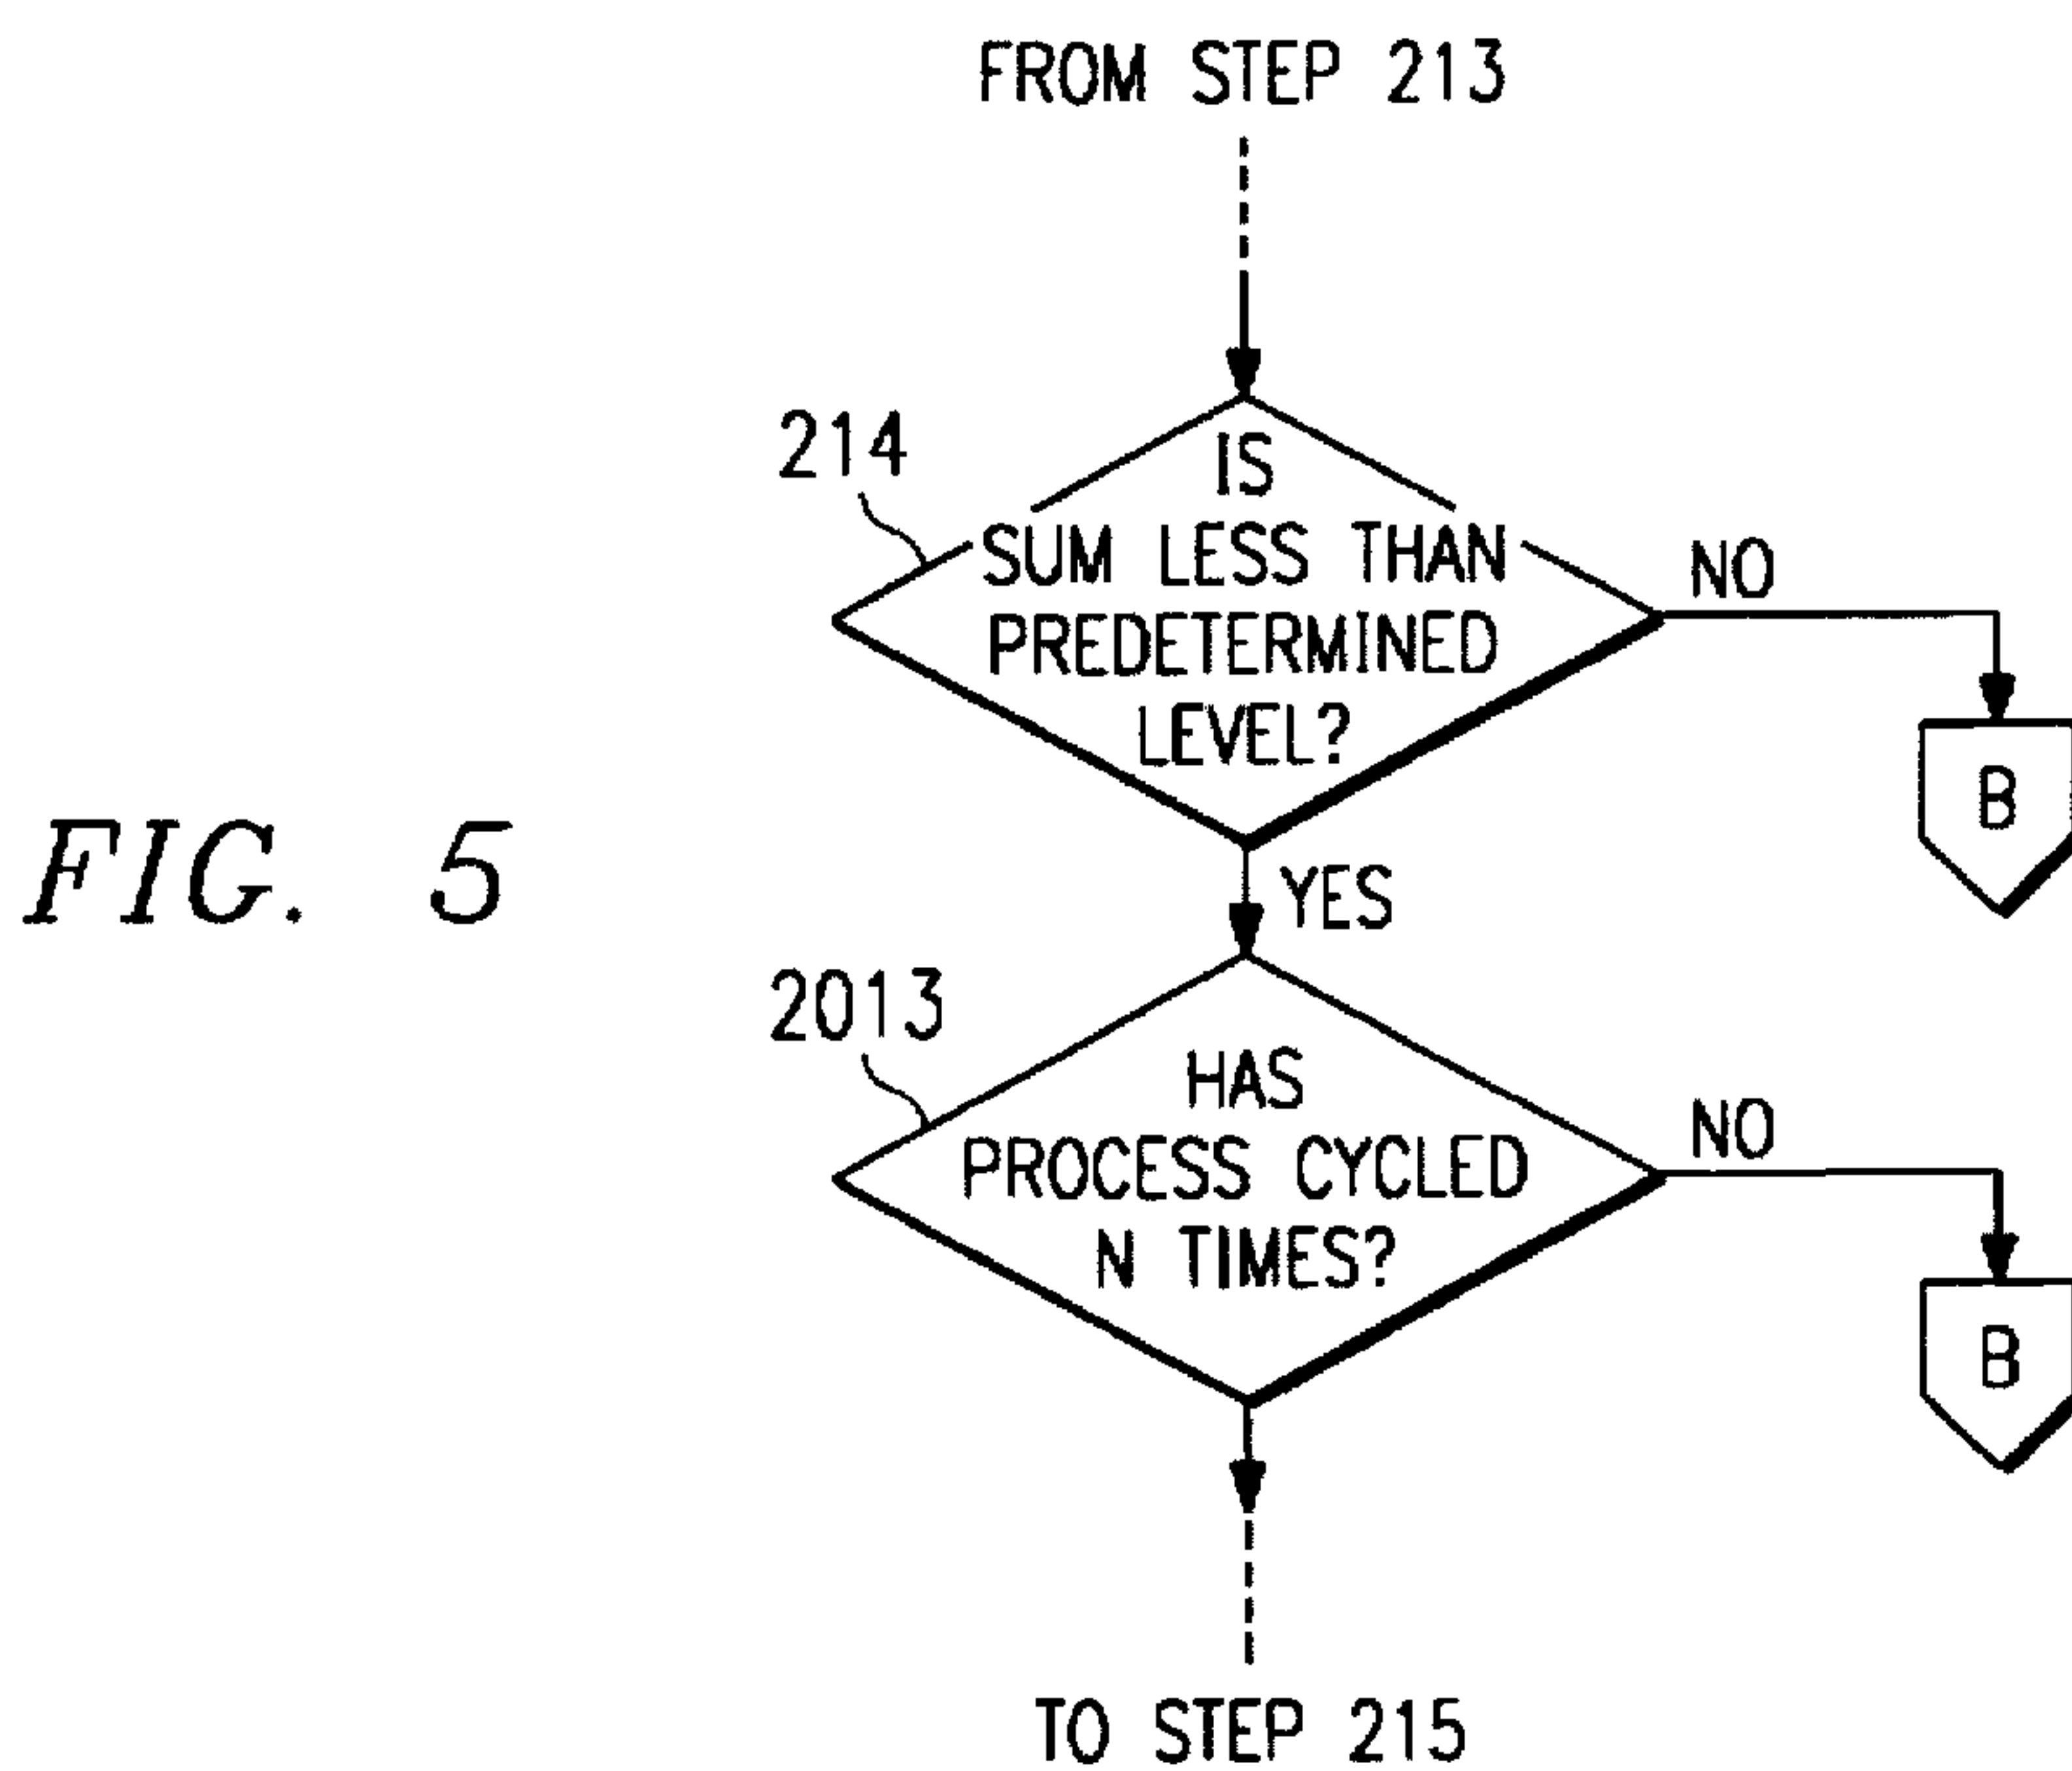 FROM STEP 213
214
IS
SUM LESS THAN
PREDETERMINED
LEVEL?
NO
B
YES
FIG. 5
2013
HAS
PROCESS CYCLED
N TIMES?
NO
B
TO STEP 215